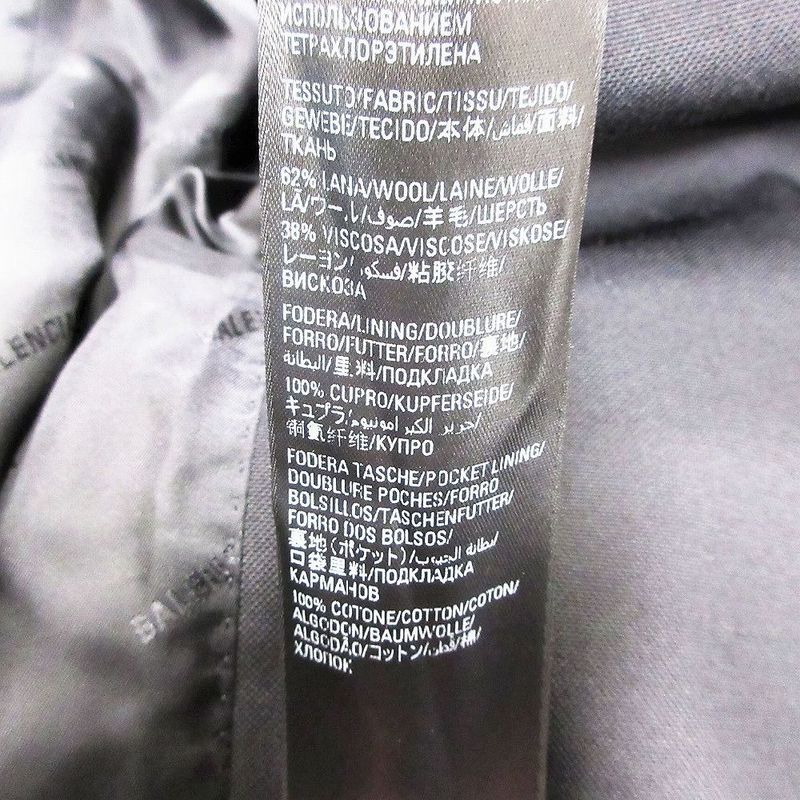 ИСПОЛЬЗОВАНИЕМ
ТЕТРАХЛОРЭТИЛЕНА
TESSUTO/FABRIC/TISSU/TEJIDO/
GEWEBE/TECIDO/本体/قماش/面料/
ТКАНЬ
62% LANA/WOOL/LAINE/WOLLE/
LÃ/ウール/صوف/羊毛/ШЕРСТЬ
38% VISCOSA/VISCOSE/VISKOSE/
レーヨン/فسكوز/粘胶纤维/
ВИСКОЗА
FODERA/LINING/DOUBLURE/
FORRO/FUTTER/FORRO/裏地/
البطانة/里料/ПОДКЛАДКА
100% CUPRO/KUPFERSEIDE/
キュプラ/حرير الكبر امونيوم/
铜氨纤维/КУПРО
FODERA TASCHE/POCKET LINING/
DOUBLURE POCHES/FORRO
BOLSILLOS/TASCHENFUTTER/
FORRO DOS BOLSOS/
裏地(ポケット)/بطانة الجيوب/
口袋里料/ПОДКЛАДКА
КАРМАНОВ
100% COTONE/COTTON/COTON/
ALGODON/BAUMWOLLE/
ALGODÃO/コットン/قطن/棉/
ХЛОПОК